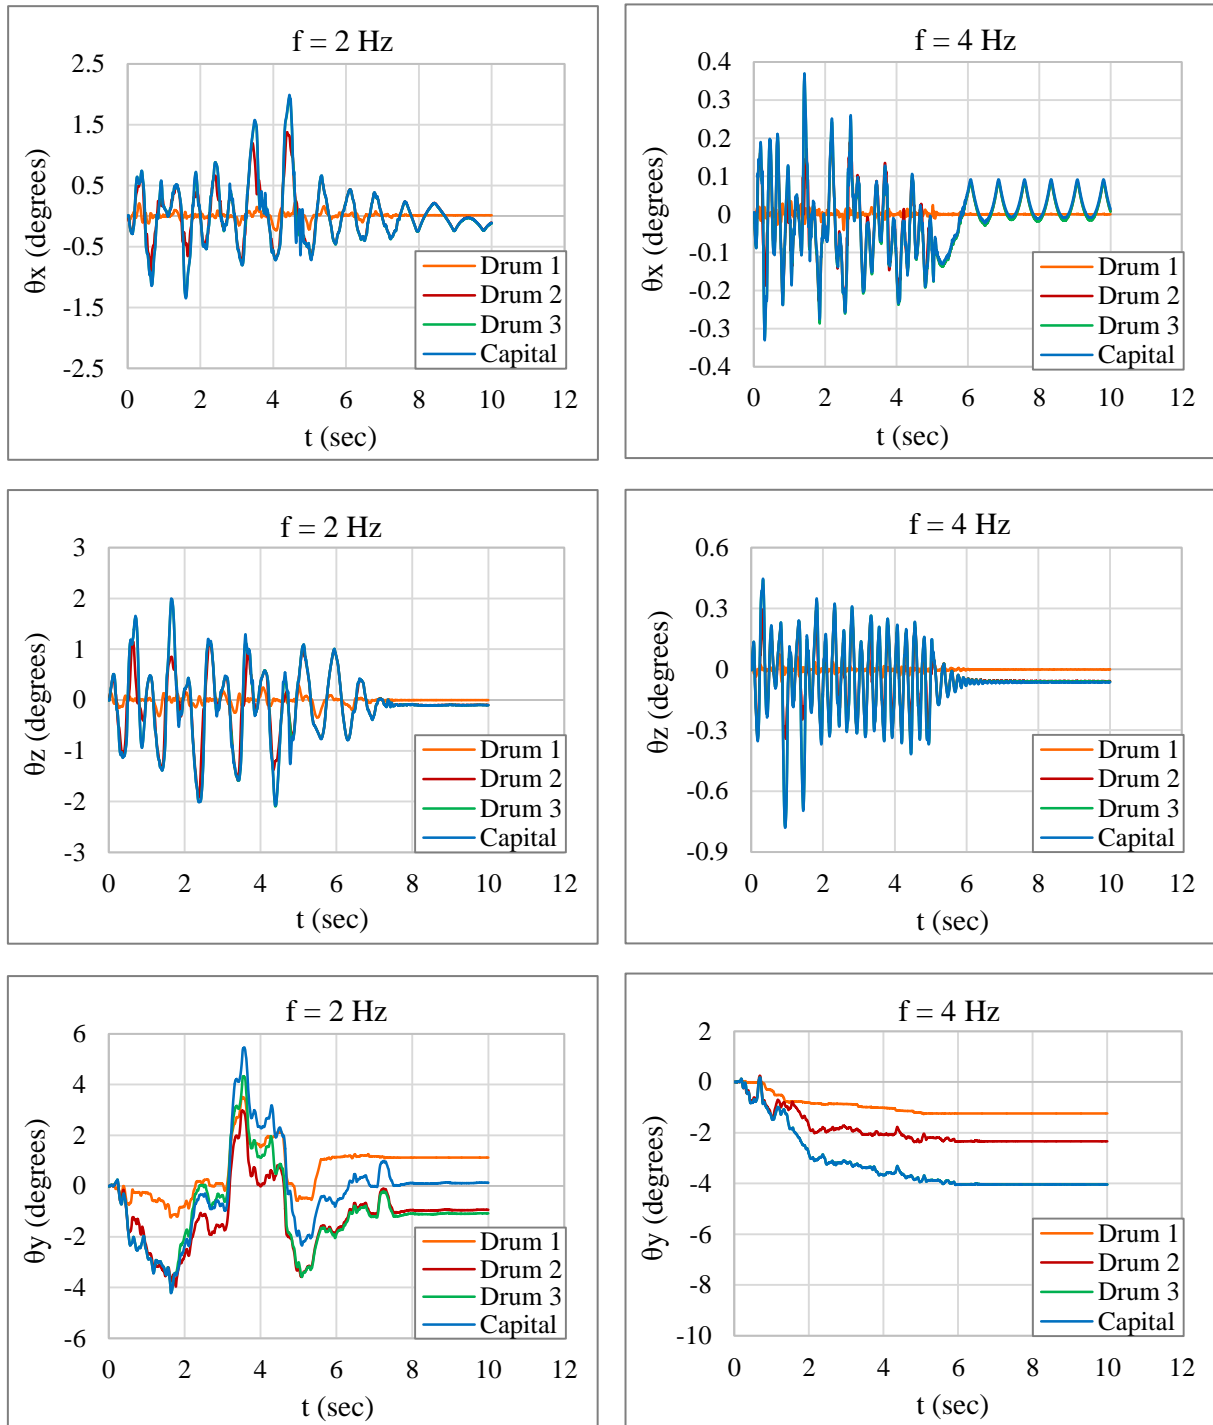 f = 2 Hz
2.5
1.5
0.5
-0.5
-1.5
-2.5
θx (degrees)
Drum 1
Drum 2
Drum 3
Capital
0 2 4 6 8 10 12
t (sec)
f = 4 Hz
0.4
0.3
0.2
0.1
0
-0.1
-0.2
-0.3
-0.4
θx (degrees)
Drum 1
Drum 2
Drum 3
Capital
0 2 4 6 8 10 12
t (sec)
f = 2 Hz
3
2
1
0
-1
-2
-3
θz (degrees)
Drum 1
Drum 2
Drum 3
Capital
0 2 4 6 8 10 12
t (sec)
f = 4 Hz
0.6
0.3
0
-0.3
-0.6
-0.9
θz (degrees)
Drum 1
Drum 2
Drum 3
Capital
0 2 4 6 8 10 12
t (sec)
f = 2 Hz
6
4
2
0
-2
-4
-6
θy (degrees)
Drum 1
Drum 2
Drum 3
Capital
0 2 4 6 8 10 12
t (sec)
f = 4 Hz
2
0
-2
-4
-6
-8
-10
θy (degrees)
Drum 1
Drum 2
Drum 3
Capital
0 2 4 6 8 10 12
t (sec)